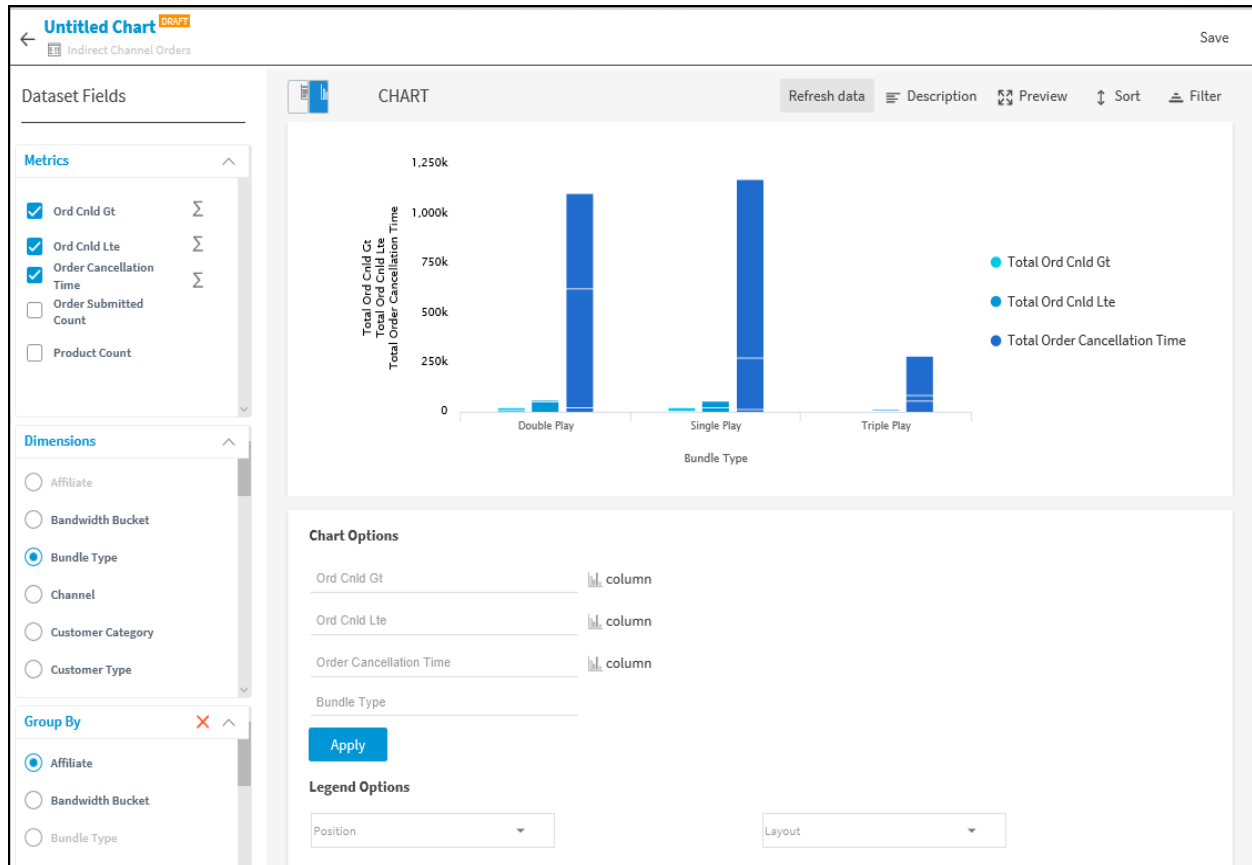 Untitled Chart DRAFT
Indirect Channel Orders
Save
Dataset Fields
CHART
Refresh data
Description
Preview
Sort
Filter
Metrics
Ord Cnld Gt
Ord Cnld Lte
Order Cancellation
Time
Order Submitted
Count
Product Count
Dimensions
Affiliate
Bandwidth Bucket
Bundle Type
Channel
Customer Category
Customer Type
Group By
Affiliate
Bandwidth Bucket
Bundle Type
Total Ord Cnld Gt
Total Ord Cnld Lte
Total Order Cancellation Time
1,250k
1,000k
750k
500k
250k
0
Double Play
Single Play
Triple Play
Bundle Type
Total Ord Cnld Gt
Total Ord Cnld Lte
Total Order Cancellation Time
Chart Options
Ord Cnld Gt column
Ord Cnld Lte column
Order Cancellation Time column
Bundle Type
Apply
Legend Options
Position
Layout